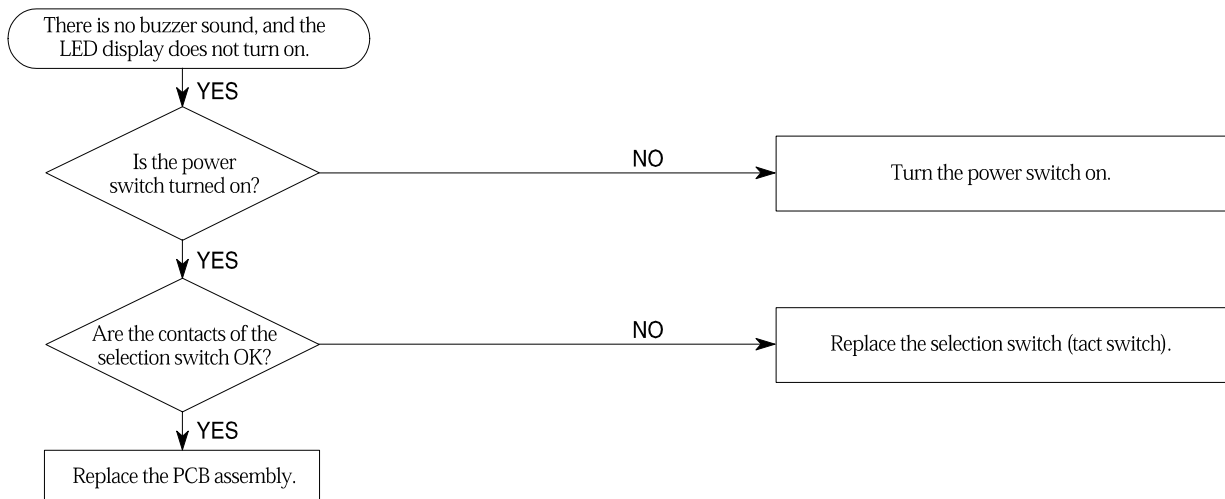 There is no buzzer sound, and the
LED display does not turn on.
YES
Is the power
switch turned on?
NO
Turn the power switch on.
YES
Are the contacts of the
selection switch OK?
NO
Replace the selection switch (tact switch).
YES
Replace the PCB assembly.